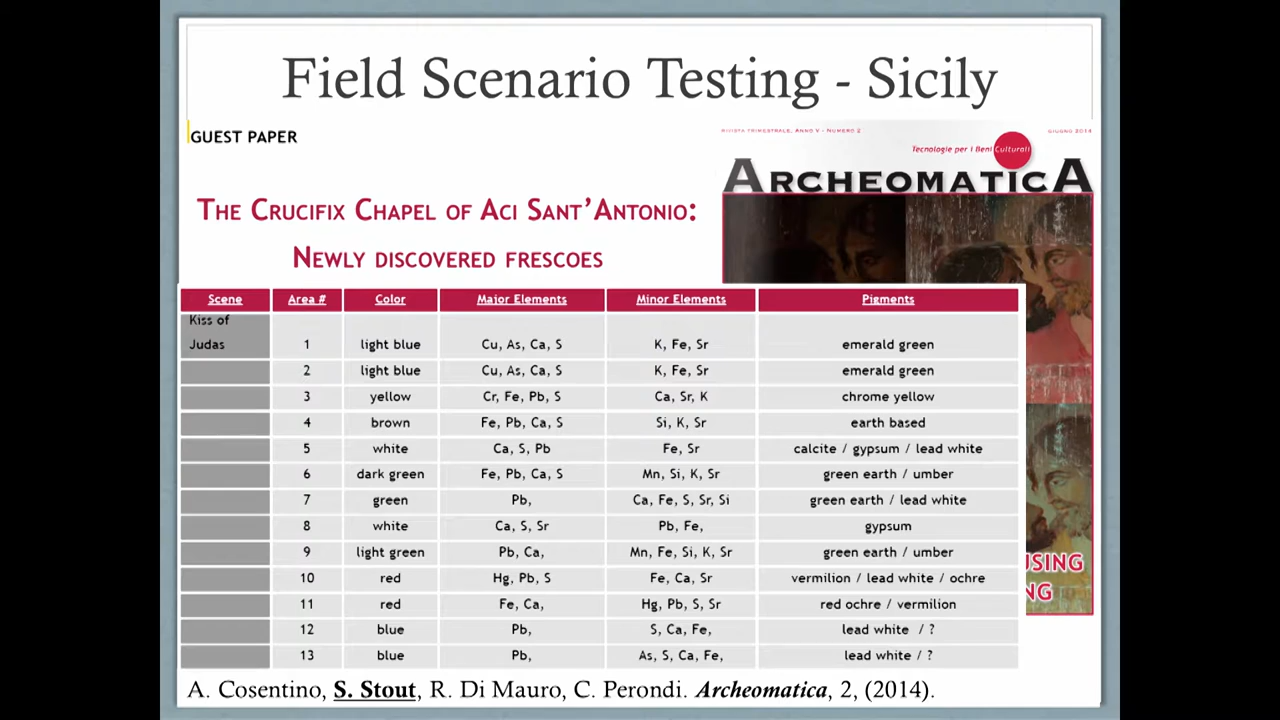 Field Scenario Testing - Sicily
GUEST PAPER
RIVISTA TRIMESTRALE, ANNO V - NUMERO 2 GIUGNO 2014
Tecnologie per i Beni Culturali
ARCHEOMATICA
THE CRUCIFIX CHAPEL OF ACI SANT'ANTONIO:
NEWLY DISCOVERED FRESCOES
Scene Area # Color Major Elements Minor Elements Pigments
Kiss of
Judas 1 light blue Cu, As, Ca, S K, Fe, Sr emerald green
2 light blue Cu, As, Ca, S K, Fe, Sr emerald green
3 yellow Cr, Fe, Pb, S Ca, Sr, K chrome yellow
4 brown Fe, Pb, Ca, S Si, K, Sr earth based
5 white Ca, S, Pb Fe, Sr calcite / gypsum / lead white
6 dark green Fe, Pb, Ca, S Mn, Si, K, Sr green earth / umber
7 green Pb, Ca, Fe, S, Sr, Si green earth / lead white
8 white Ca, S, Sr Pb, Fe, gypsum
9 light green Pb, Ca, Mn, Fe, Si, K, Sr green earth / umber
USING
10 red Hg, Pb, S Fe, Ca, Sr vermilion / lead white / ochre
NG
11 red Fe, Ca, Hg, Pb, S, Sr red ochre / vermilion
12 blue Pb, S, Ca, Fe, lead white / ?
13 blue Pb, As, S, Ca, Fe, lead white / ?
A. Cosentino, S. Stout, R. Di Mauro, C. Perondi. Archeomatica, 2, (2014).